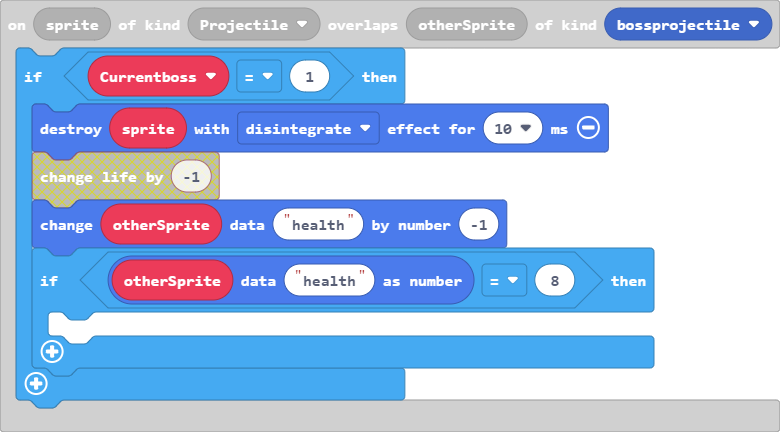 on sprite of kind Projectile overlaps otherSprite of kind bossprojectile
if Currentboss = 1 then
destroy sprite with disintegrate effect for 10 ms
change life by -1
change otherSprite data "health" by number -1
if otherSprite data "health" as number = 8 then